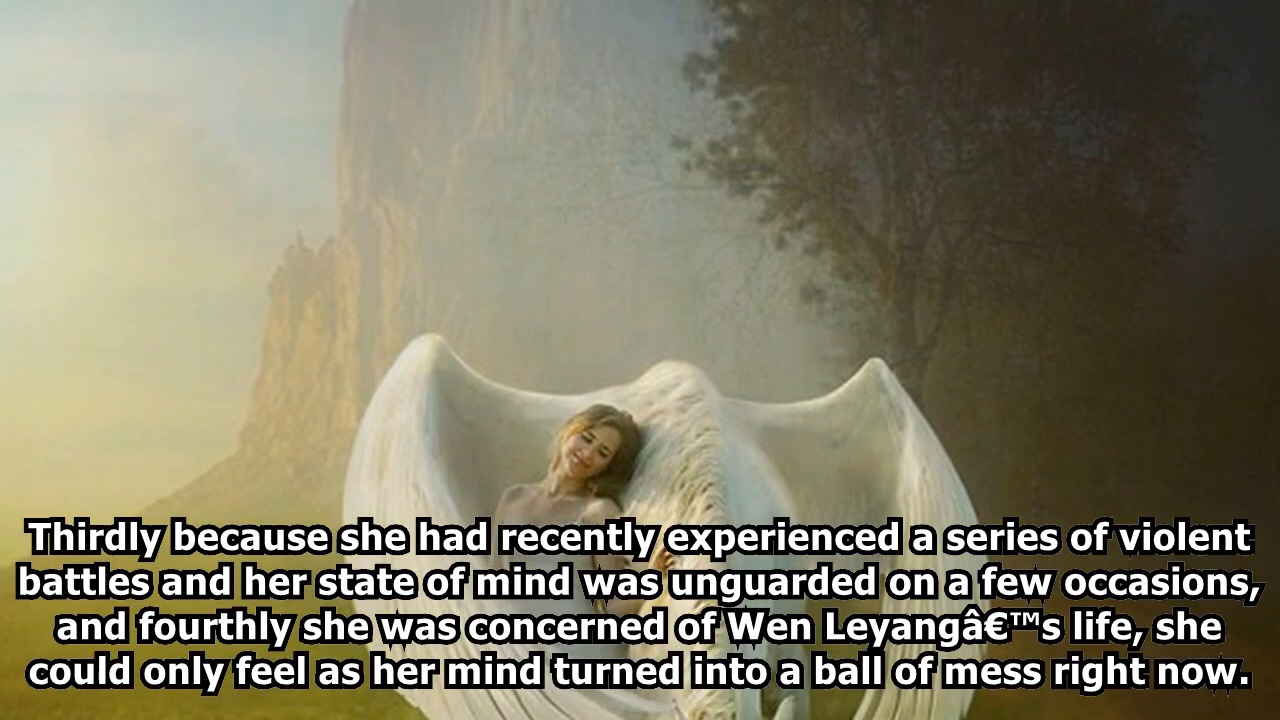 Thirdly because she had recently experienced a series of violent
battles and her state of mind was unguarded on a few occasions,
and fourthly she was concerned of Wen Leyangâ€™s life, she
could only feel as her mind turned into a ball of mess right now.